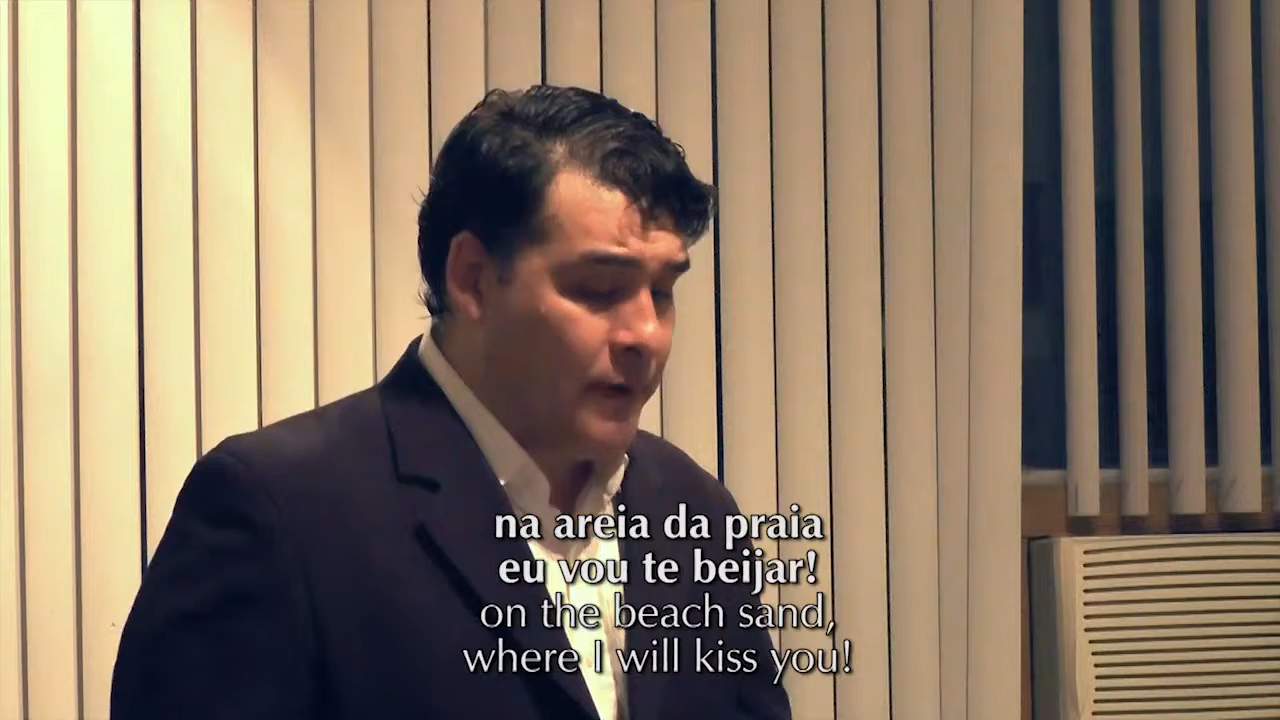 na areia da praia
eu vou te beijar!
on the beach sand,
where I will kiss you!